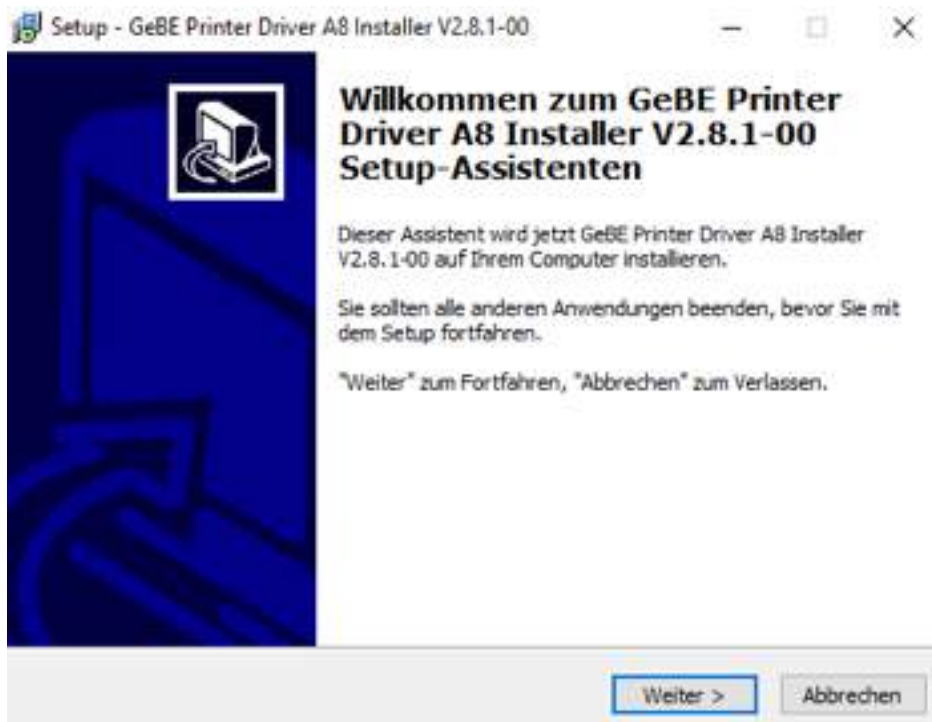 Setup - GeBE Printer Driver A8 Installer V2.8.1-00
Willkommen zum GeBE Printer
Driver A8 Installer V2.8.1-00
Setup-Assistenten
Dieser Assistent wird jetzt GeBE Printer Driver A8 Installer
V2.8.1-00 auf Ihrem Computer installieren.
Sie sollten alle anderen Anwendungen beenden, bevor Sie mit
dem Setup fortfahren.
"Weiter" zum Fortfahren, "Abbrechen" zum Verlassen.
Weiter >
Abbrechen